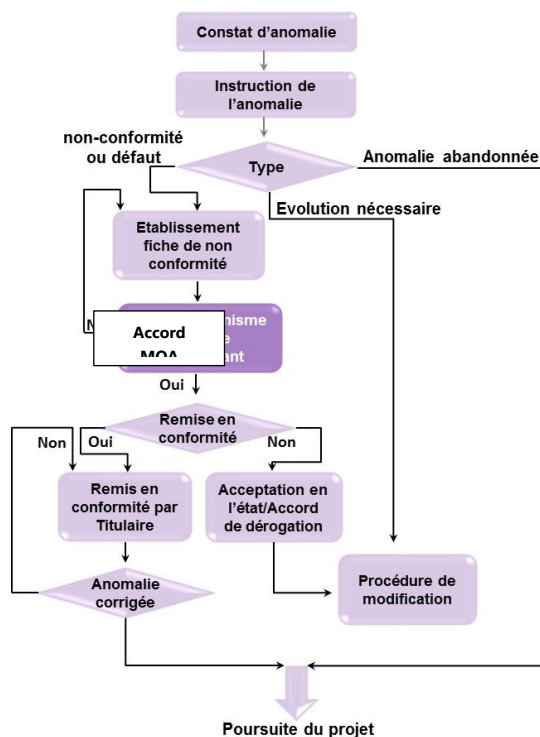 Constat d’anomalie
Instruction de
l’anomalie
non-conformité
ou défaut
Type
Anomalie abandonnée
Evolution nécessaire
Etablissement
fiche de non
conformité
Accord
MOA
Oui
Remise en
conformité
Non
Oui
Non
Remis en
conformité par
Titulaire
Acceptation en
l’état/Accord
de dérogation
Anomalie
corrigée
Procédure de
modification
Poursuite du projet